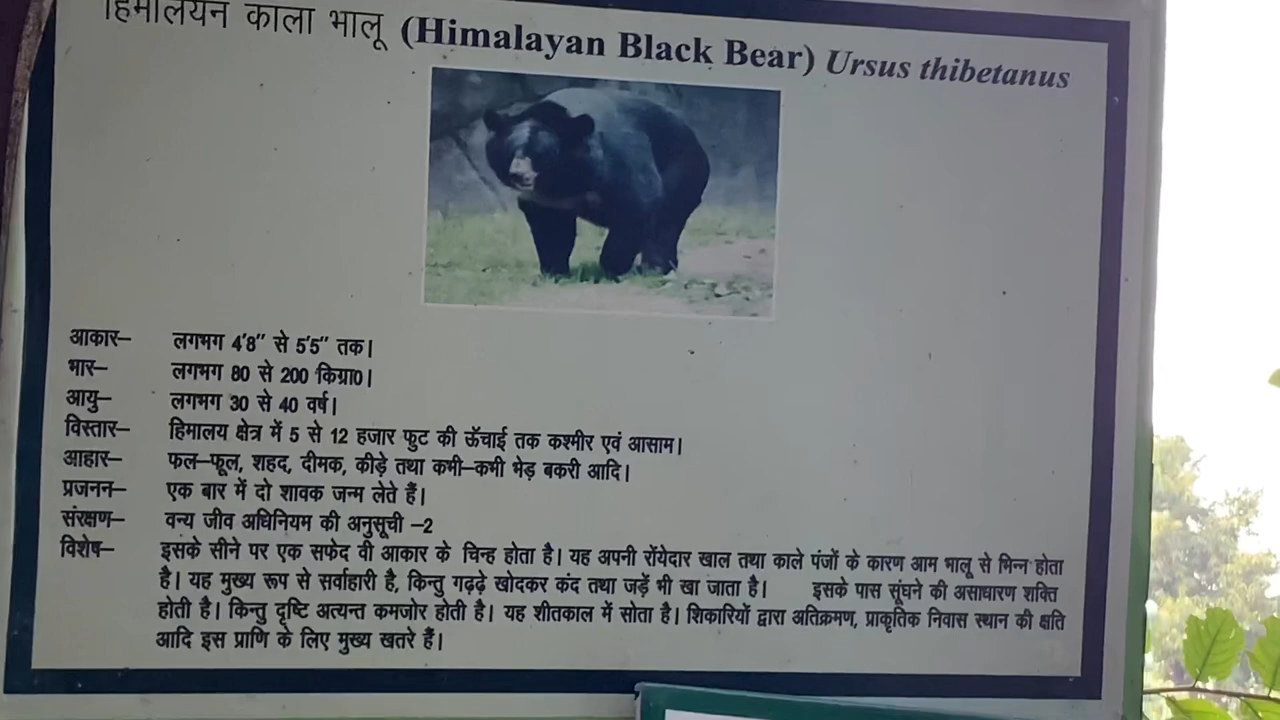 हिमालयन काला भालू (Himalayan Black Bear) Ursus thibetanus
आकार– लगभग 4'8" से 5'5" तक।
भार– लगभग 80 से 200 किग्रा0।
आयु– लगभग 30 से 40 वर्ष।
विस्तार– हिमालय क्षेत्र में 5 से 12 हजार फुट की ऊँचाई तक कश्मीर एवं आसाम।
आहार– फल–फूल, शहद, दीमक, कीड़े तथा कभी–कभी भेड़ बकरी आदि।
प्रजनन– एक बार में दो शावक जन्म लेते हैं।
संरक्षण– वन्य जीव अधिनियम की अनुसूची –2
विशेष– इसके सीने पर एक सफेद वी आकार के चिन्ह होता है। यह अपनी रोंयेदार खाल तथा काले पंजों के कारण आम भालू से भिन्न होता
है। यह मुख्य रूप से सर्वाहारी है, किन्तु गढ़ढ़े खोदकर कंद तथा जड़ें भी खा जाता है। इसके पास सूंघने की असाधारण शक्ति
होती है। किन्तु दृष्टि अत्यन्त कमजोर होती है। यह शीतकाल में सोता है। शिकारियों द्वारा अतिक्रमण, प्राकृतिक निवास स्थान की क्षति
आदि इस प्राणि के लिए मुख्य खतरे हैं।